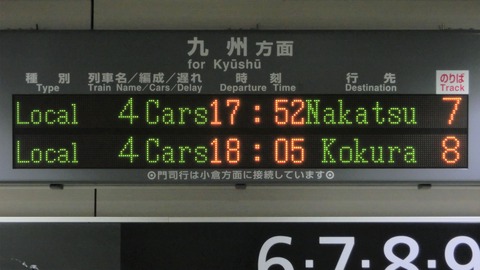 九州方面
for Kyūshū
種別 列車名/編成/遅れ 時刻 行先 のりば
Type Train Name/Cars/Delay Departure Time Destination Track
Local 4 Cars 17:52 Nakatsu 7
Local 4 Cars 18:05 Kokura 8
◎門司行は小倉方面に接続しています◎
6·7·8·9